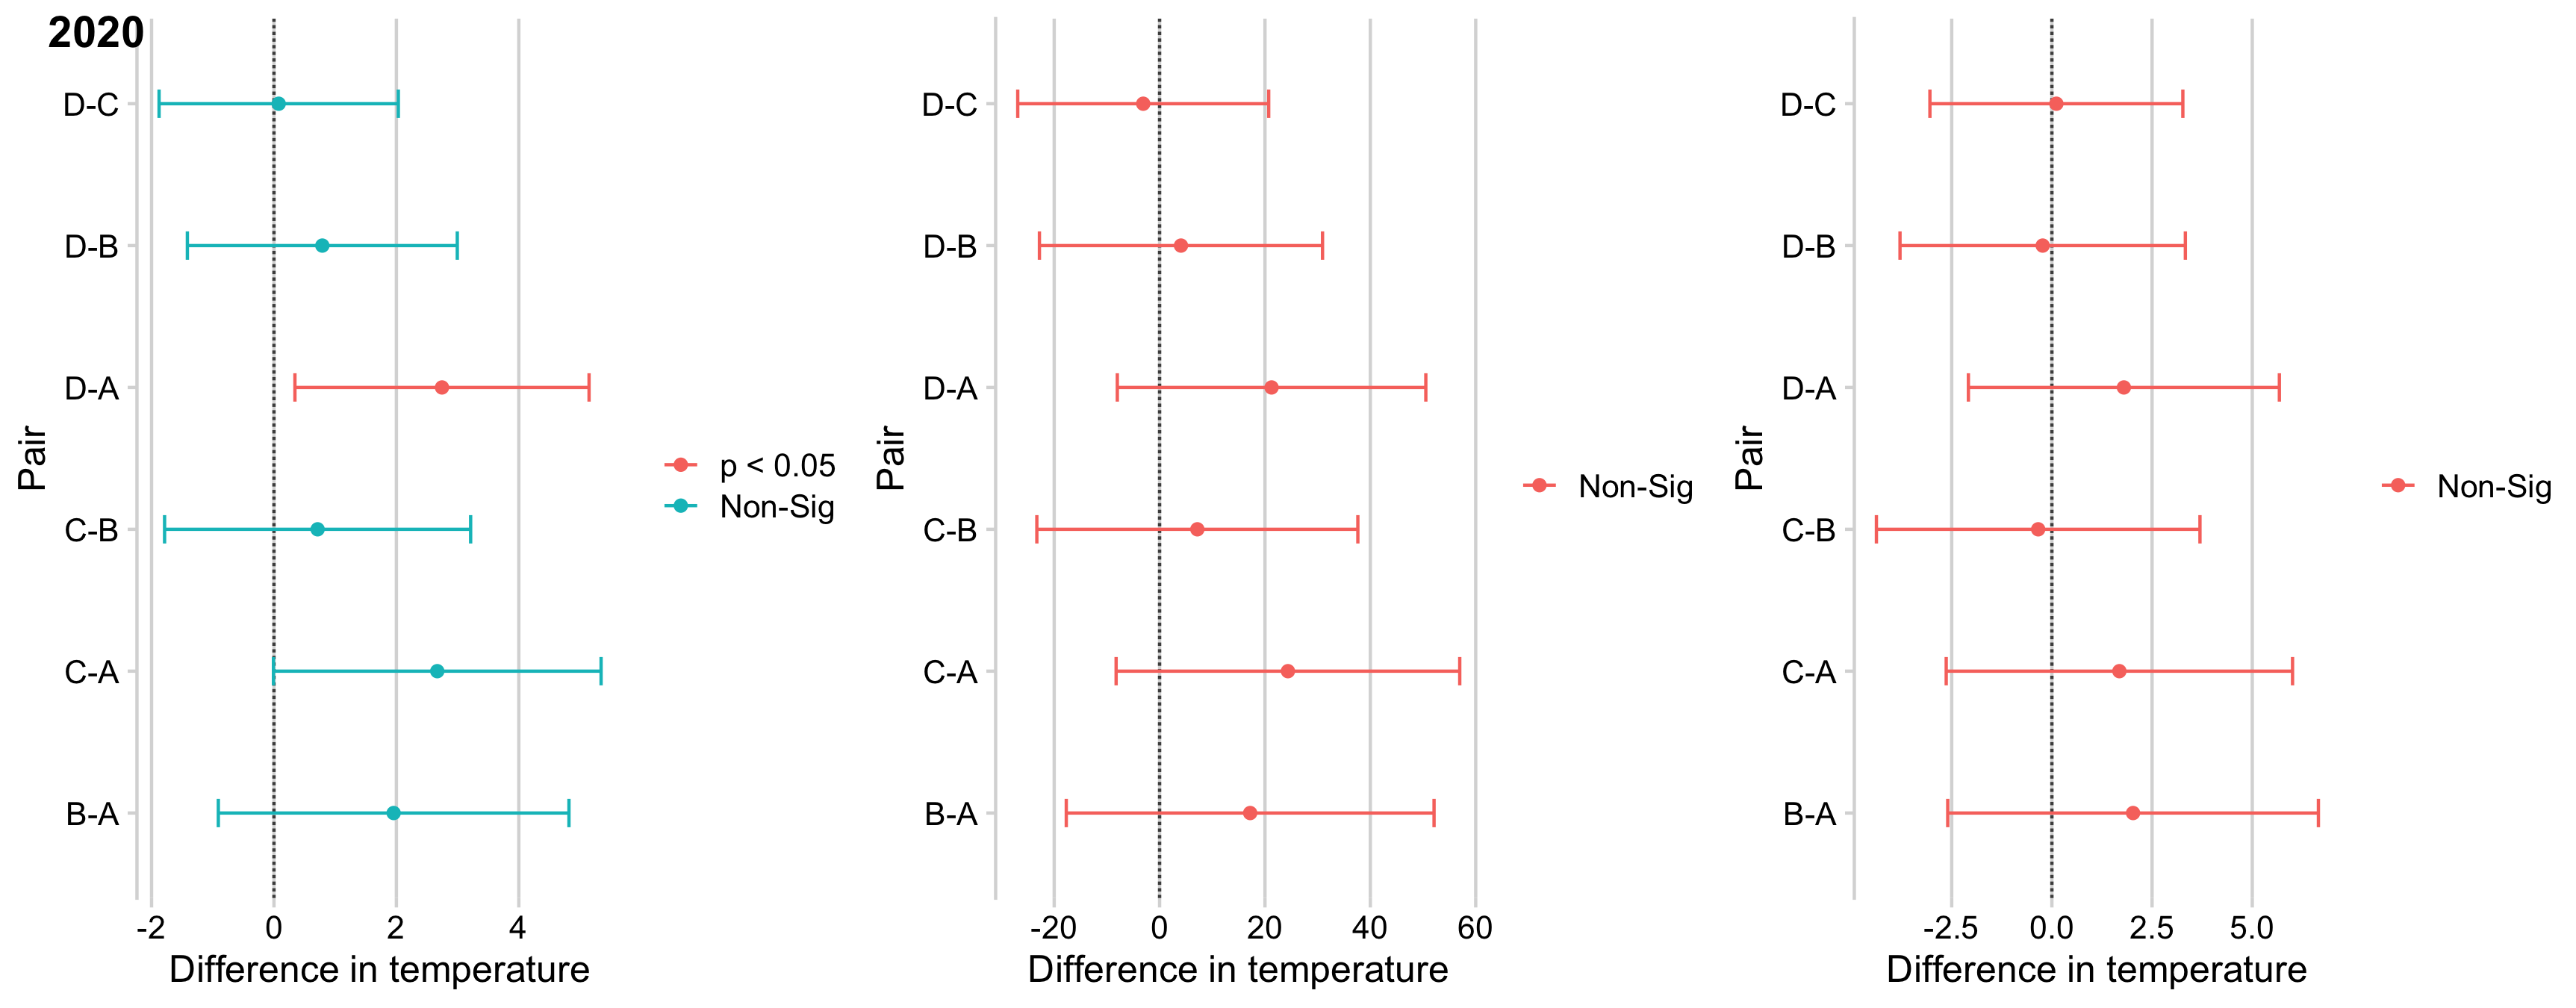 2020
D-C
D-B
D-A
C-B
C-A
B-A
Pair
-2 0 2 4
Difference in temperature
p < 0.05
Non-Sig
D-C
D-B
D-A
C-B
C-A
B-A
Pair
-20 0 20 40 60
Difference in temperature
Non-Sig
D-C
D-B
D-A
C-B
C-A
B-A
Pair
-2.5 0.0 2.5 5.0
Difference in temperature
Non-Sig